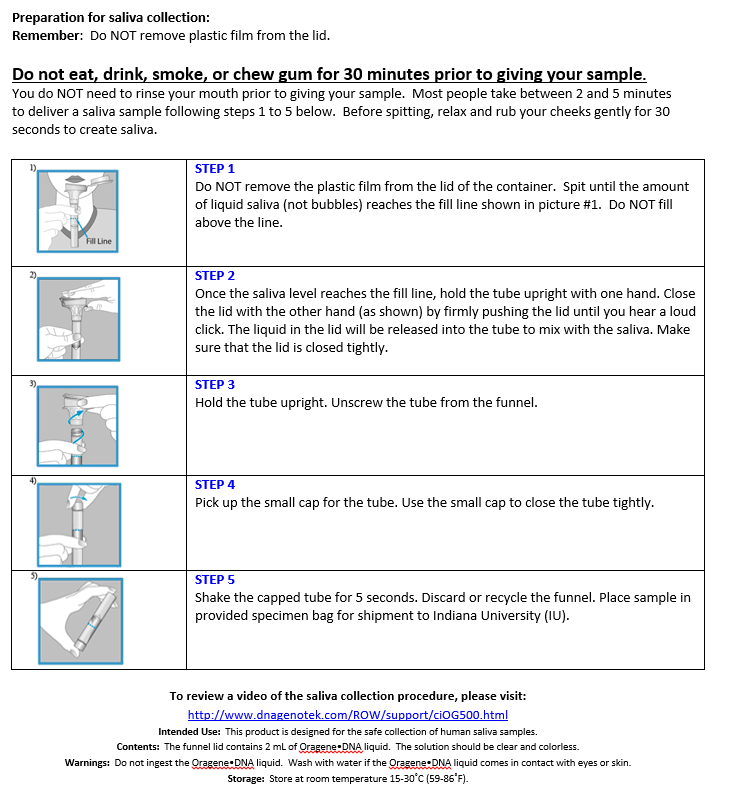 Preparation for saliva collection:
Remember:  Do NOT remove plastic film from the lid.
Do not eat, drink, smoke, or chew gum for 30 minutes prior to giving your sample.
You do NOT need to rinse your mouth prior to giving your sample.  Most people take between 2 and 5 minutes
to deliver a saliva sample following steps 1 to 5 below.  Before spitting, relax and rub your cheeks gently for 30
seconds to create saliva.
1)
Fill Line
STEP 1
Do NOT remove the plastic film from the lid of the container.  Spit until the amount
of liquid saliva (not bubbles) reaches the fill line shown in picture #1.  Do NOT fill
above the line.
2)
STEP 2
Once the saliva level reaches the fill line, hold the tube upright with one hand. Close
the lid with the other hand (as shown) by firmly pushing the lid until you hear a loud
click. The liquid in the lid will be released into the tube to mix with the saliva. Make
sure that the lid is closed tightly.
3)
STEP 3
Hold the tube upright. Unscrew the tube from the funnel.
4)
STEP 4
Pick up the small cap for the tube. Use the small cap to close the tube tightly.
5)
STEP 5
Shake the capped tube for 5 seconds. Discard or recycle the funnel. Place sample in
provided specimen bag for shipment to Indiana University (IU).
To review a video of the saliva collection procedure, please visit:
http://www.dnagenotek.com/ROW/support/ciOG500.html
Intended Use:  This product is designed for the safe collection of human saliva samples.
Contents:  The funnel lid contains 2 mL of Oragene•DNA liquid.  The solution should be clear and colorless.
Warnings:  Do not ingest the Oragene•DNA liquid.  Wash with water if the Oragene•DNA liquid comes in contact with eyes or skin.
Storage:  Store at room temperature 15-30°C (59-86°F).